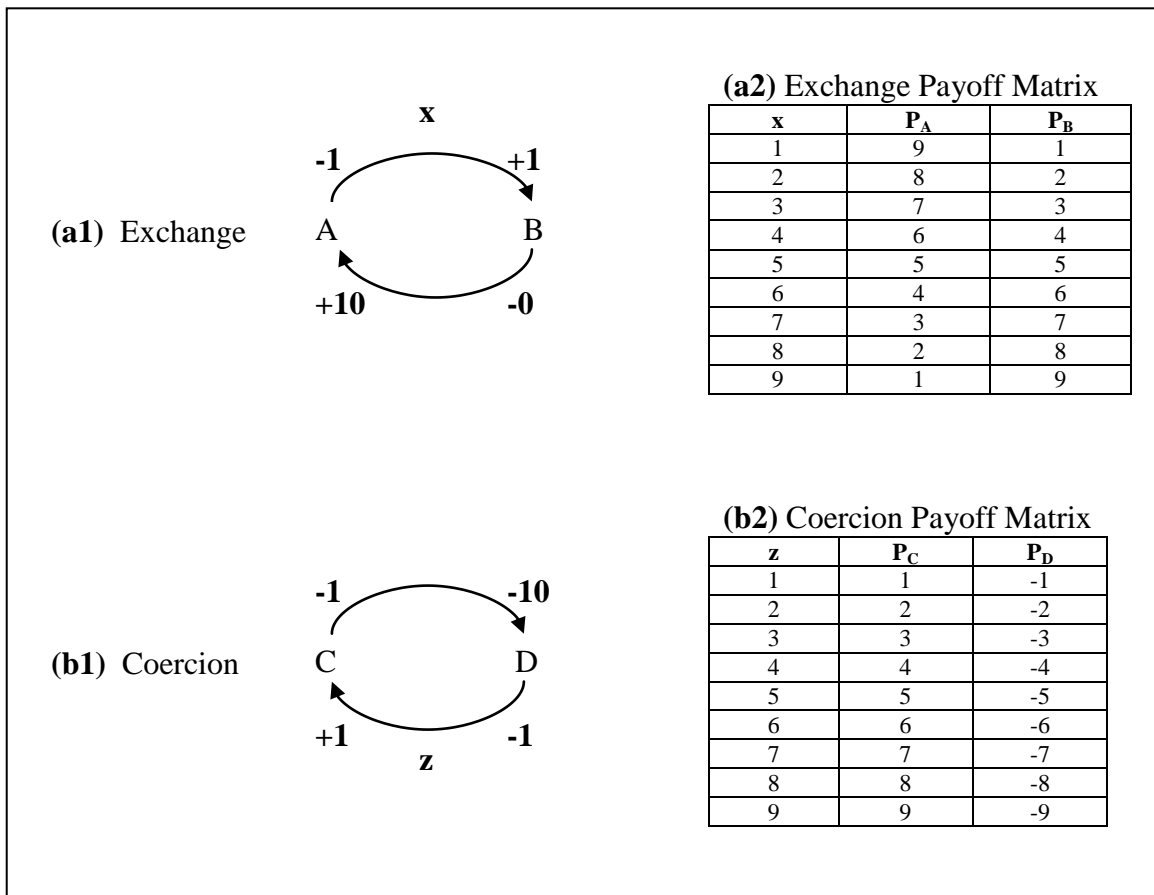 (a2) Exchange Payoff Matrix
x P_A P_B
1 9 1
2 8 2
3 7 3
4 6 4
5 5 5
6 4 6
7 3 7
8 2 8
9 1 9
x
-1 +1
(a1) Exchange A B
+10 -0
(b2) Coercion Payoff Matrix
z P_C P_D
1 1 -1
2 2 -2
3 3 -3
4 4 -4
5 5 -5
6 6 -6
7 7 -7
8 8 -8
9 9 -9
-1 -10
(b1) Coercion C D
+1 -1
z